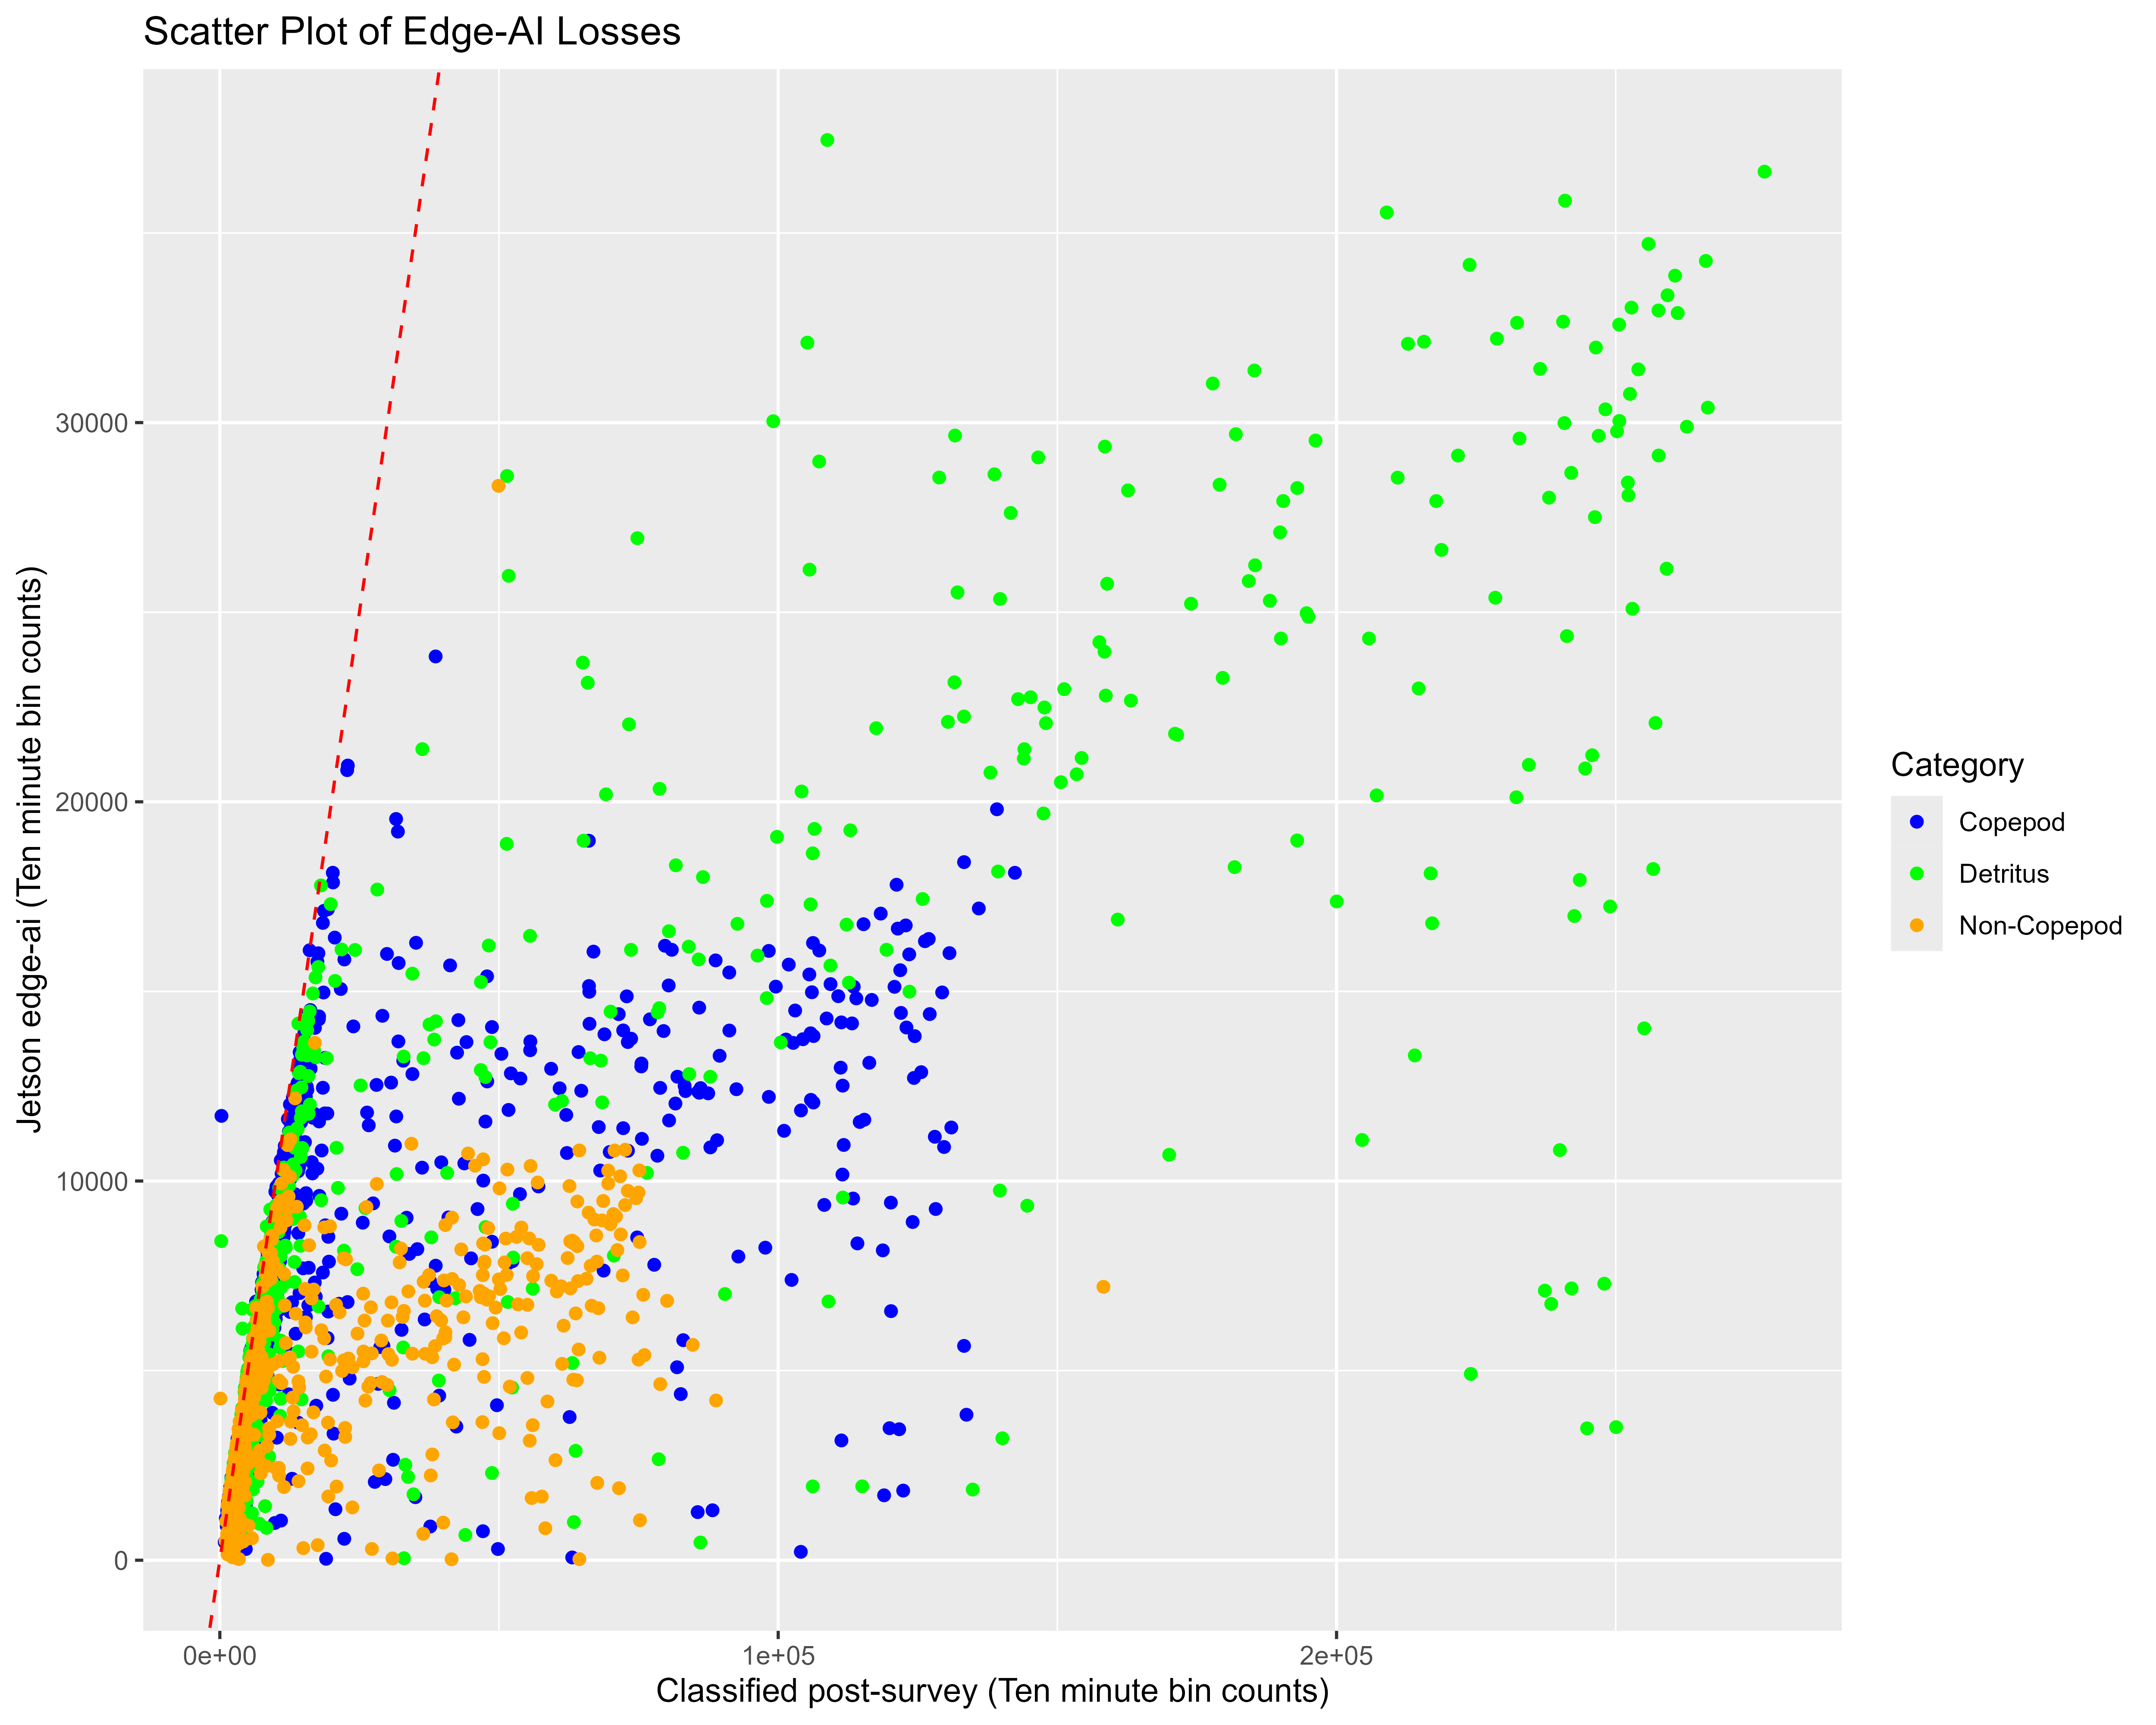 Scatter Plot of Edge-AI Losses
Jetson edge-ai (Ten minute bin counts)
30000
20000
10000
0
0e+00
1e+05
2e+05
Classified post-survey (Ten minute bin counts)
Category
Copepod
Detritus
Non-Copepod